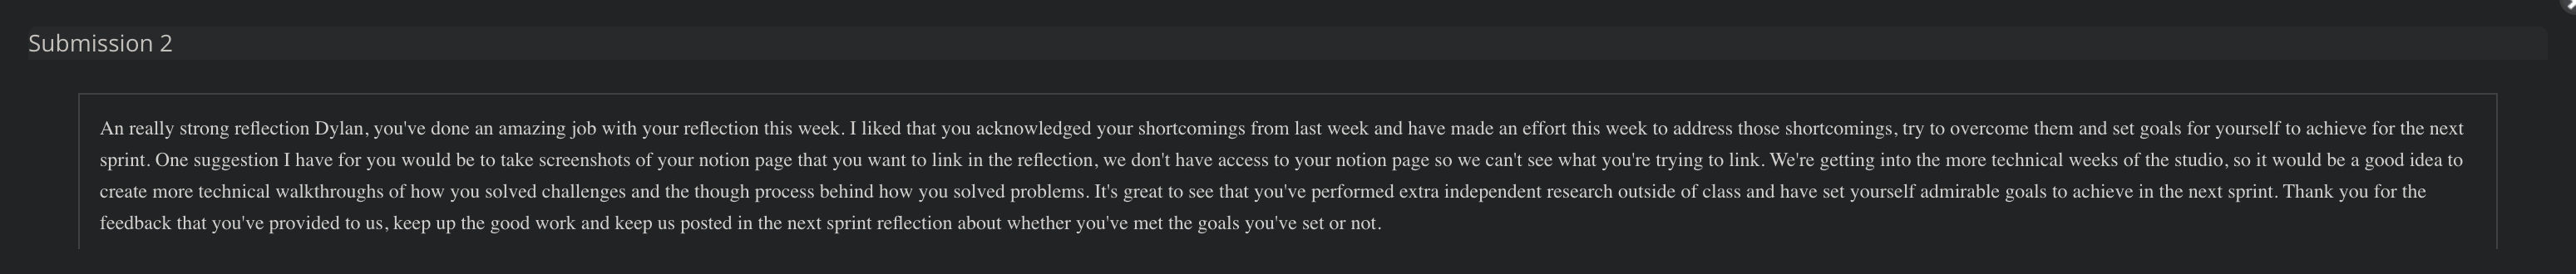 Submission 2
An really strong reflection Dylan, you've done an amazing job with your reflection this week. I liked that you acknowledged your shortcomings from last week and have made an effort this week to address those shortcomings, try to overcome them and set goals for yourself to achieve for the next
sprint. One suggestion I have for you would be to take screenshots of your notion page that you want to link in the reflection, we don't have access to your notion page so we can't see what you're trying to link. We're getting into the more technical weeks of the studio, so it would be a good idea to
create more technical walkthroughs of how you solved challenges and the though process behind how you solved problems. It's great to see that you've performed extra independent research outside of class and have set yourself admirable goals to achieve in the next sprint. Thank you for the
feedback that you've provided to us, keep up the good work and keep us posted in the next sprint reflection about whether you've met the goals you've set or not.